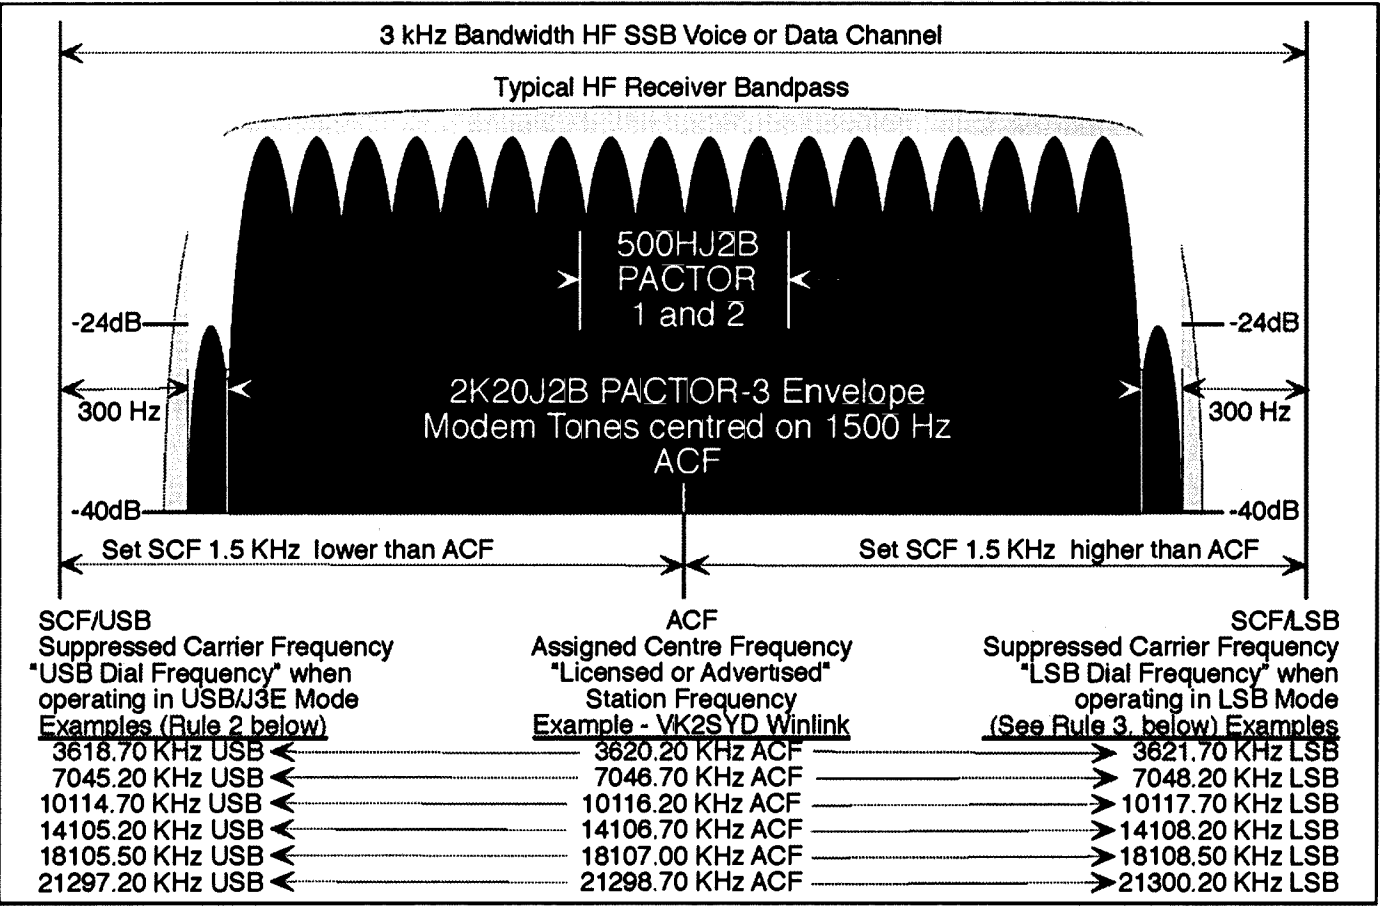 3 kHz Bandwidth HF SSB Voice or Data Channel
Typical HF Receiver Bandpass
500HJ2B
PACTOR
1 and 2
-24dB
-24dB
2K20J2B PACTOR-3 Envelope
Modem Tones centred on 1500 Hz
ACF
300 Hz
300 Hz
-40dB
-40dB
Set SCF 1.5 KHz lower than ACF
Set SCF 1.5 KHz higher than ACF
SCF/USB
Suppressed Carrier Frequency
"USB Dial Frequency" when
operating in USB/J3E Mode
Examples (Rule 2 below)
3618.70 KHz USB
7045.20 KHz USB
10114.70 KHz USB
14105.20 KHz USB
18105.50 KHz USB
21297.20 KHz USB
ACF
Assigned Centre Frequency
"Licensed or Advertised"
Station Frequency
Example - VK2SYD Winlink
3620.20 KHz ACF
7046.70 KHz ACF
10116.20 KHz ACF
14106.70 KHz ACF
18107.00 KHz ACF
21298.70 KHz ACF
SCF/LSB
Suppressed Carrier Frequency
"LSB Dial Frequency" when
operating in LSB Mode
(See Rule 3, below) Examples
3621.70 KHz LSB
7048.20 KHz LSB
10117.70 KHz LSB
14108.20 KHz LSB
18108.50 KHz LSB
21300.20 KHz LSB